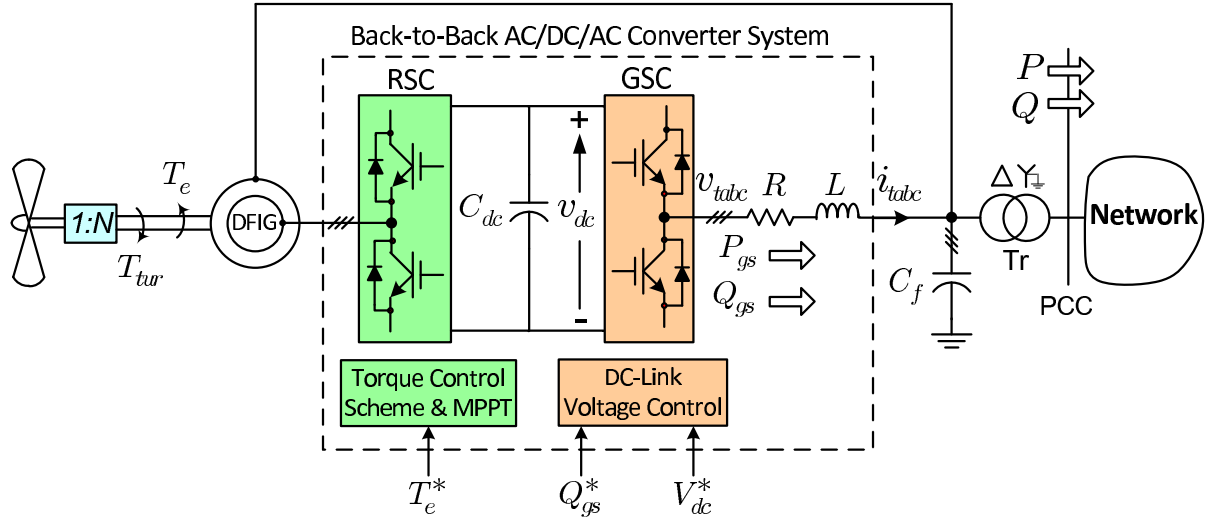 Back-to-Back AC/DC/AC Converter System
RSC
GSC
P
Q
T_e
1:N
T_tur
DFIG
C_dc
+
v_dc
-
v_tabc
R
L
i_tabc
P_gs
Q_gs
Δ
Tr
C_f
PCC
Network
Torque Control
Scheme & MPPT
DC-Link
Voltage Control
T_e^*
Q_gs^*
V_dc^*